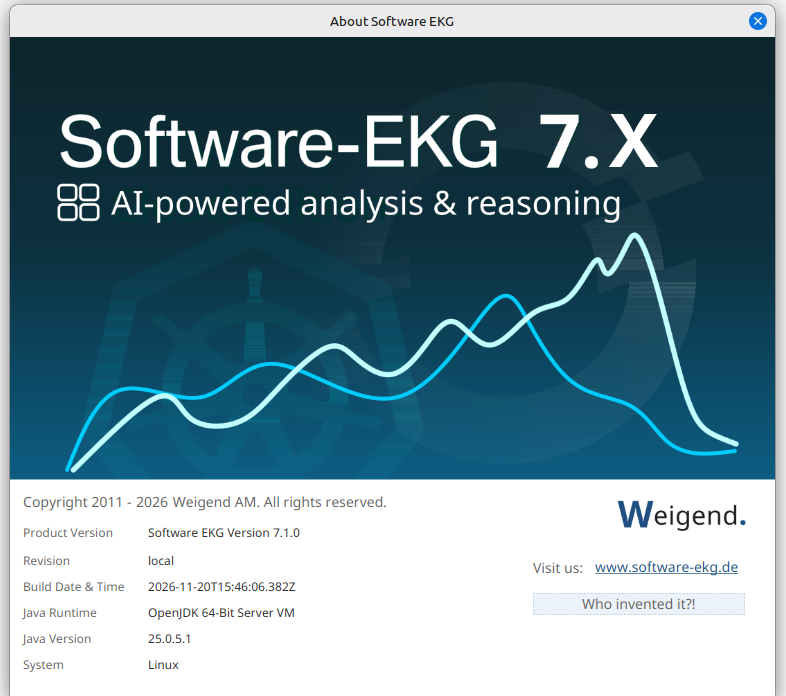 About Software EKG
Software-EKG 7.X
AI-powered analysis & reasoning
Copyright 2011 - 2026 Weigend AM. All rights reserved.
Product Version Software EKG Version 7.1.0
Revision local
Build Date & Time 2026-11-20T15:46:06.382Z
Java Runtime OpenJDK 64-Bit Server VM
Java Version 25.0.5.1
System Linux
Weigend.
Visit us: www.software-ekg.de
Who invented it?!